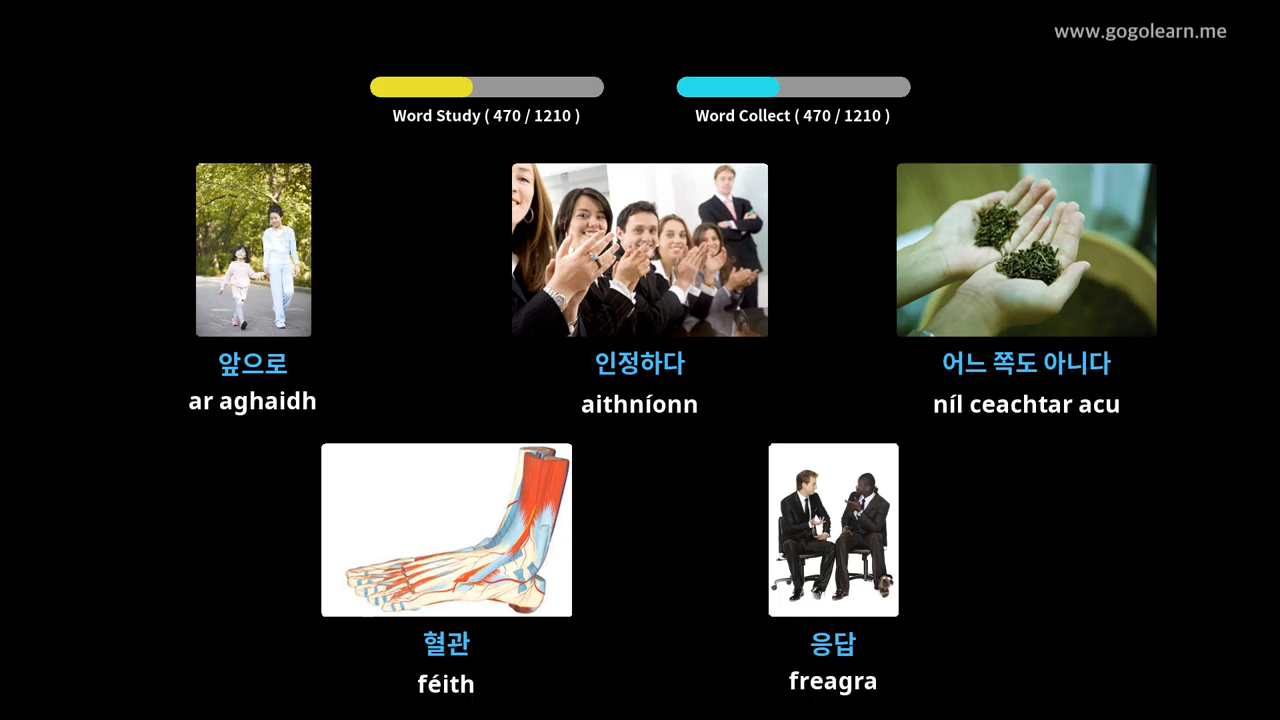 www.gogolearn.me
Word Study ( 470 / 1210 )
Word Collect ( 470 / 1210 )
앞으로
ar aghaidh
인정하다
aithníonn
어느 쪽도 아니다
níl ceachtar acu
혈관
féith
응답
freagra